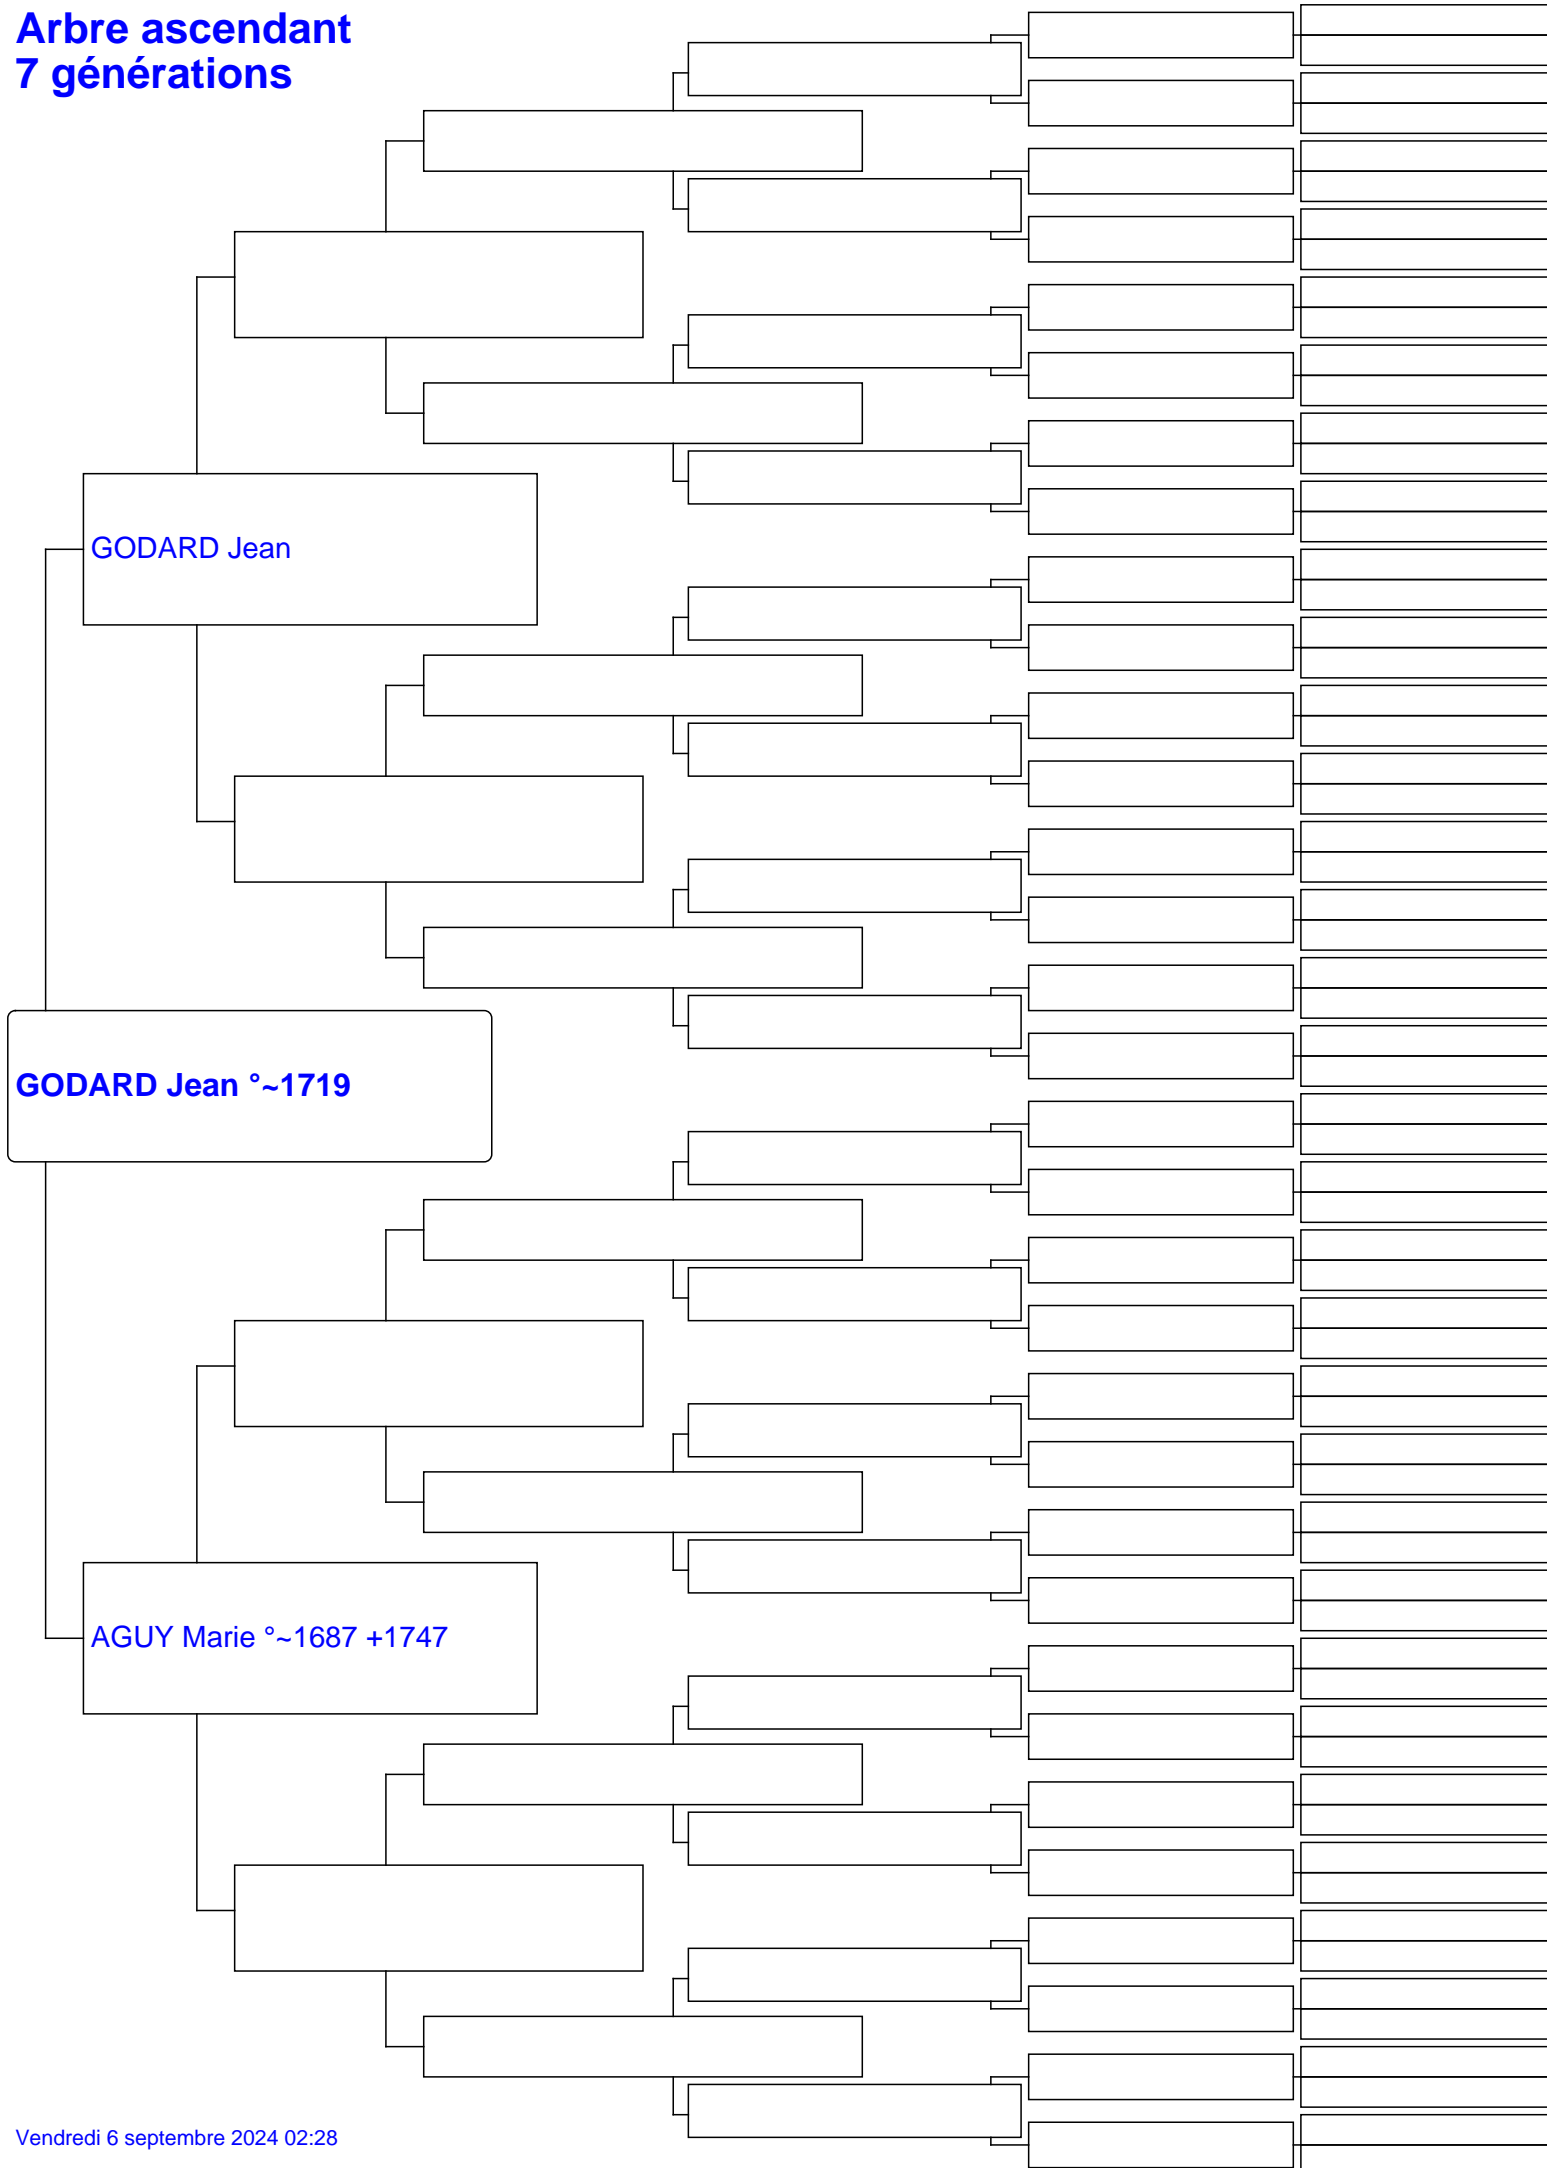 Arbre ascendant
7 générations
GODARD Jean
GODARD Jean °~1719
AGUY Marie °~1687 +1747
Vendredi 6 septembre 2024 02:28